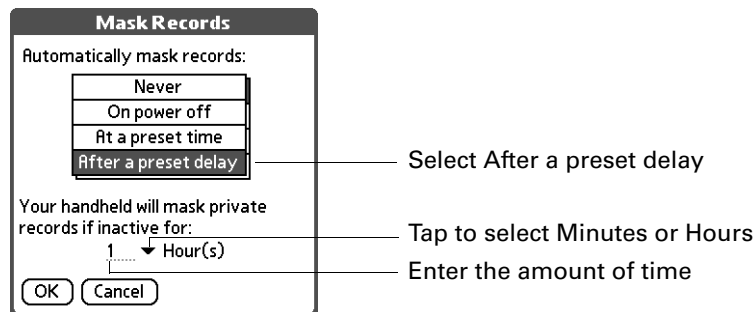 Mask Records
Automatically mask records:
Never
On power off
At a preset time
After a preset delay
Select After a preset delay
Your handheld will mask private
records if inactive for:
1 Hour(s)
Tap to select Minutes or Hours
Enter the amount of time
OK Cancel